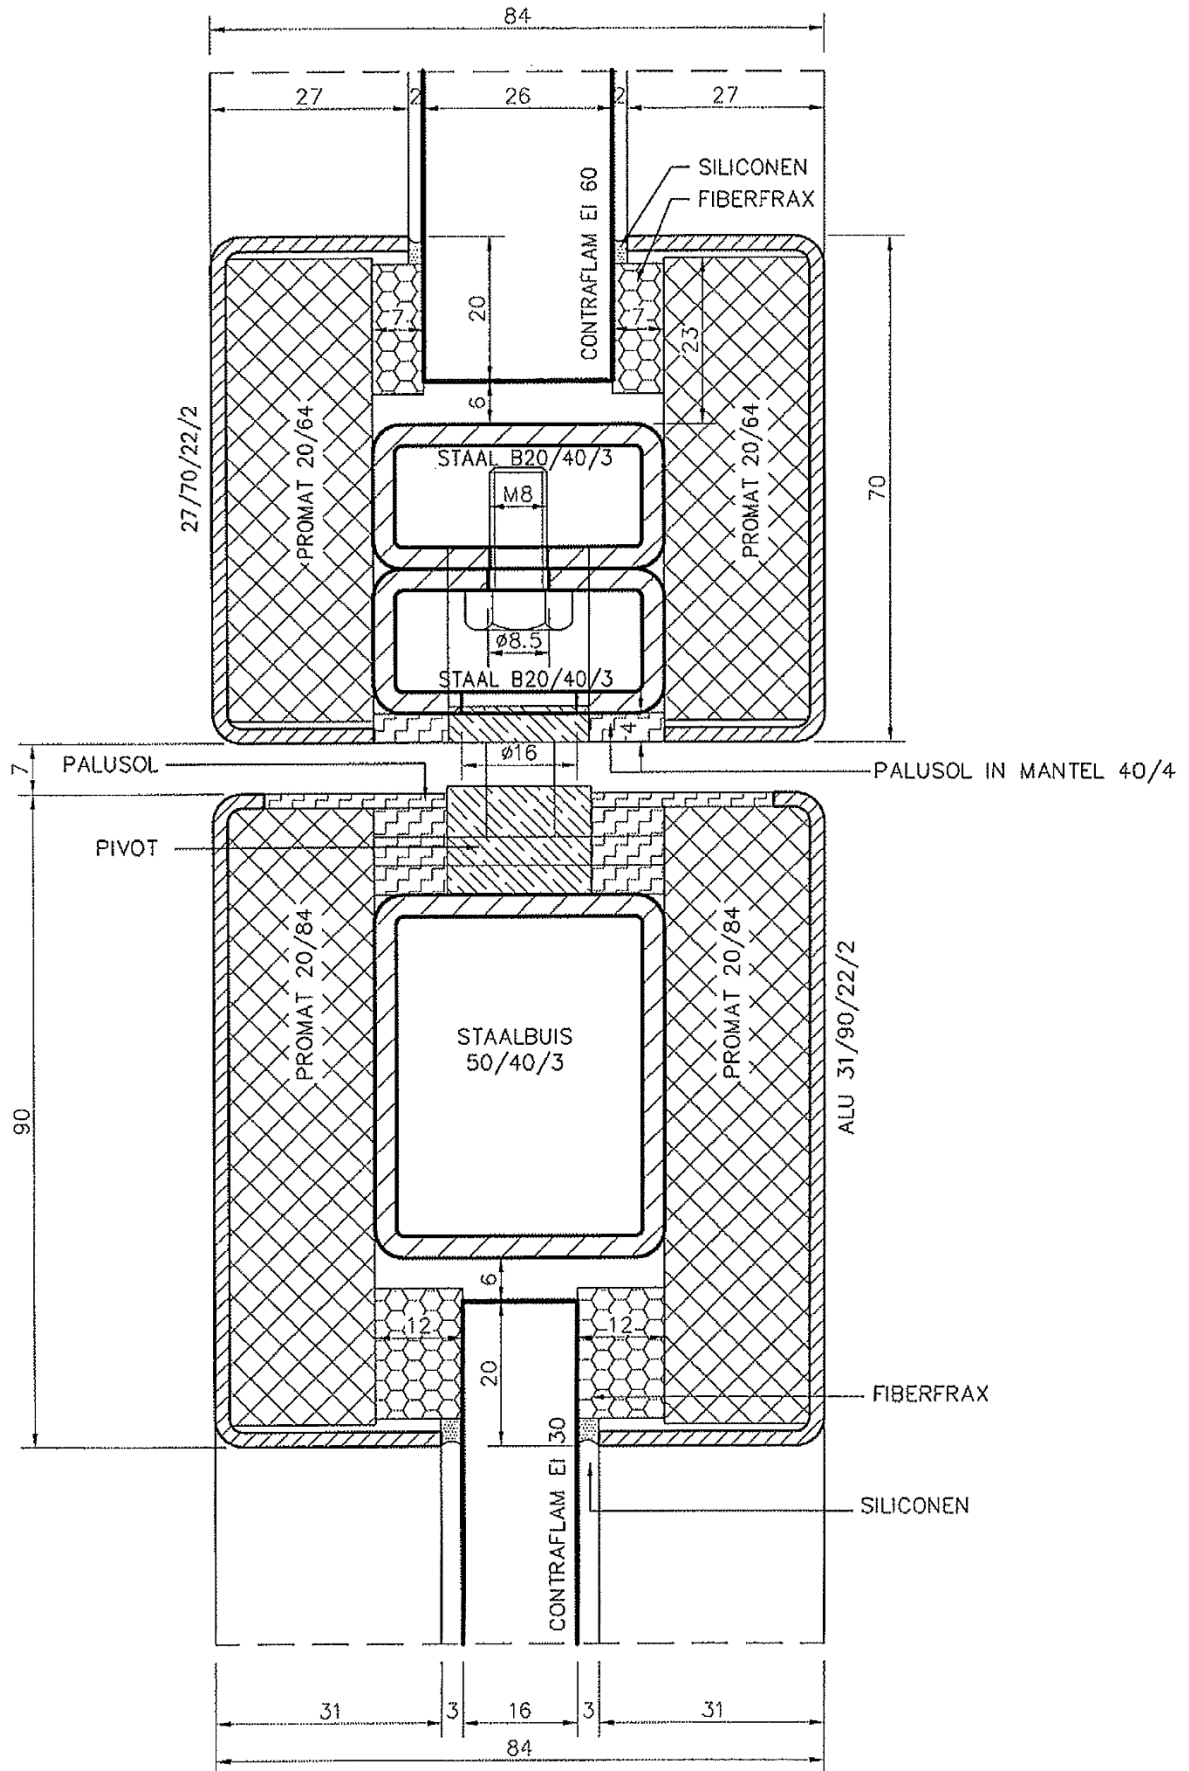 84
27
2
26
2
27
SILICONEN
FIBERFRAX
CONTRAFLAM EI 60
20
7
7
23
6
27/70/22/2
PROMAT 20/64
PROMAT 20/64
STAAL B20/40/3
M8
70
ø8.5
STAAL B20/40/3
4
ø16
7
PALUSOL
PALUSOL IN MANTEL 40/4
PIVOT
PROMAT 20/84
PROMAT 20/84
STAALBUIS
50/40/3
ALU 31/90/22/2
90
6
12
12
20
FIBERFRAX
CONTRAFLAM EI 30
SILICONEN
31
3
16
3
31
84